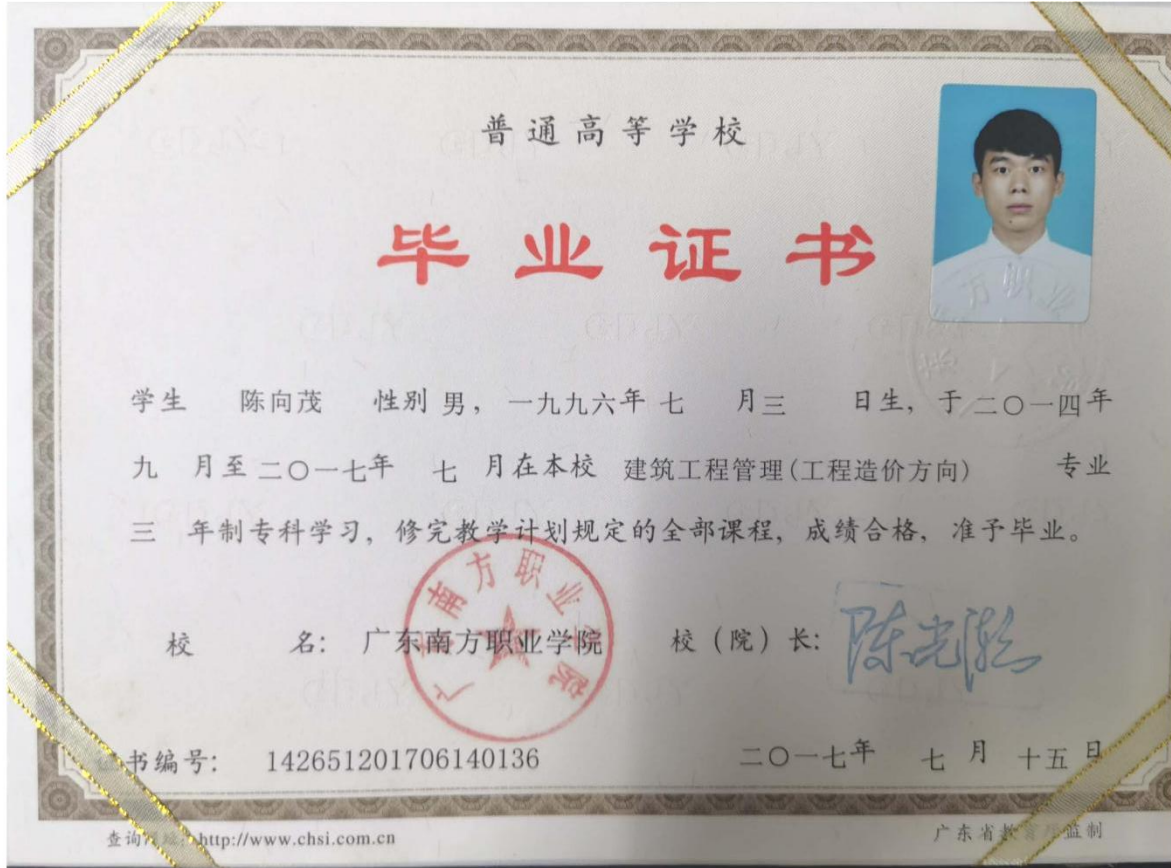 普通高等学校
毕业证书
学生 陈向茂 性别 男，一九九六年 七 月 三 日生，于 二〇一四年
九 月至 二〇一七年 七 月在本校 建筑工程管理(工程造价方向) 专业
三 年制专科学习，修完教学计划规定的全部课程，成绩合格，准予毕业。
校 名： 广东南方职业学院 校（院）长：
书编号： 142651201706140136 二〇一七年 七 月 十五 日
查询 http://www.chsi.com.cn 广东省教 监制